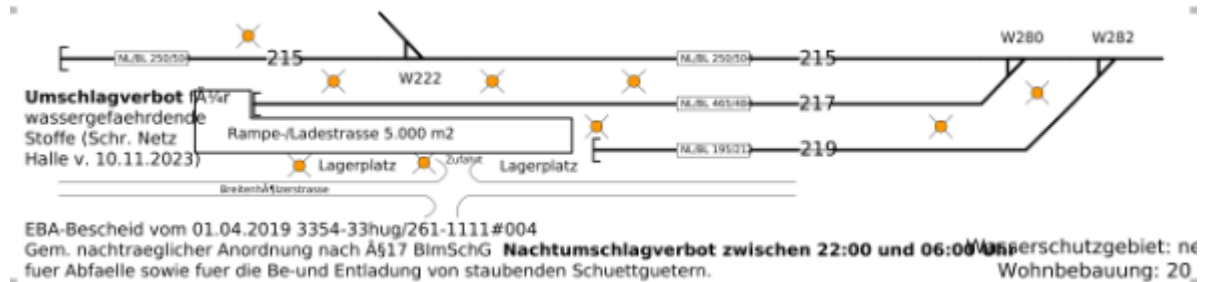 W280 W282
NL/BL 250/50 215 NL/BL 250/50 215
W222
Umschlagverbot fÃ¼r
wassergefaehrdende
Stoffe (Schr. Netz
Halle v. 10.11.2023)
NL/BL 465/46 217
Rampe-/Ladestrasse 5.000 m2
NL/BL 195/21 219
Lagerplatz Zufahrt Lagerplatz
BreitenhÃ¶lzerstrasse
EBA-Bescheid vom 01.04.2019 3354-33hug/261-1111#004
Gem. nachtraeglicher Anordnung nach Â§17 BImSchG Nachtumschlagverbot zwischen 22:00 und 06:00 Uhr
fuer Abfaelle sowie fuer die Be-und Entladung von staubenden Schuettguetern.
Wasserschutzgebiet: ne
Wohnbebauung: 20